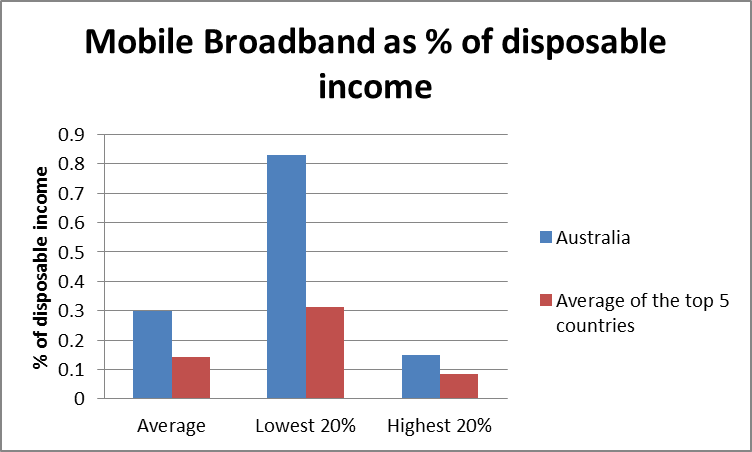 Mobile Broadband as % of disposable
income
% of disposable income
0.9
0.8
0.7
0.6
0.5
0.4
0.3
0.2
0.1
0
Average
Lowest 20%
Highest 20%
Australia
Average of the top 5
countries